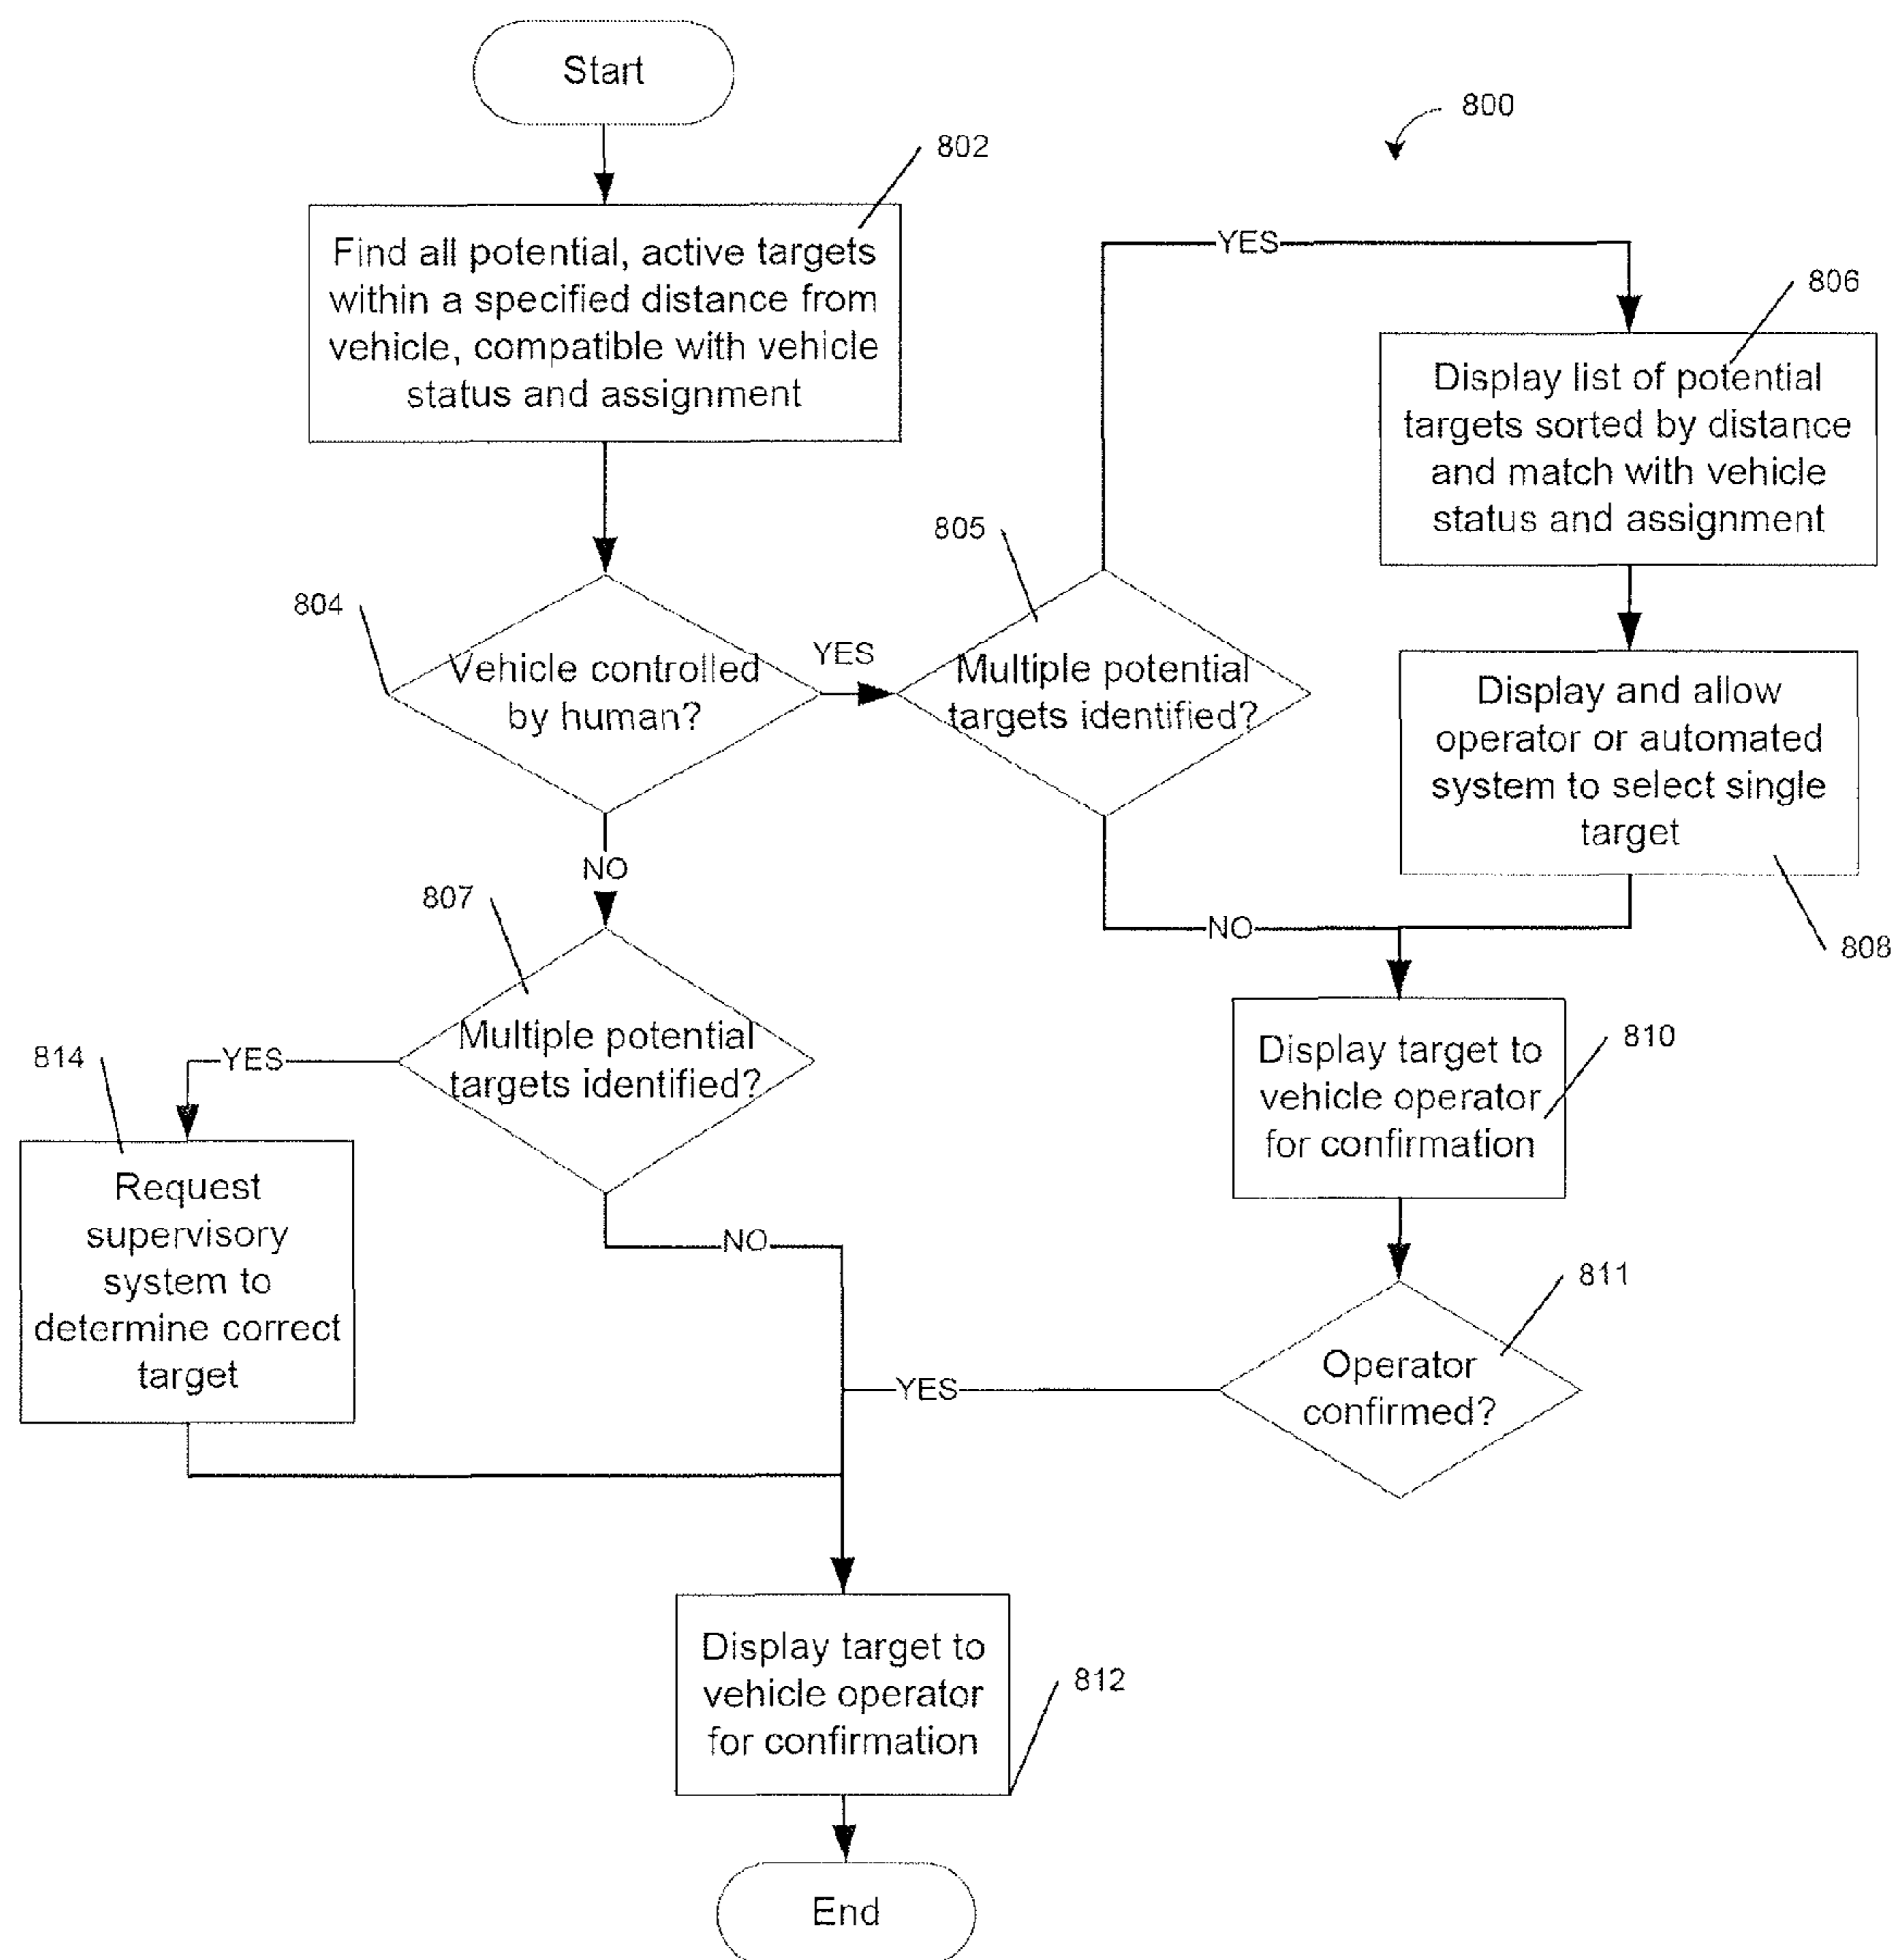 Start
800
802
Find all potential, active targets
within a specified distance from
vehicle, compatible with vehicle
status and assignment
YES
806
Display list of potential
targets sorted by distance
and match with vehicle
status and assignment
804
Vehicle controlled
by human?
YES
805
Multiple potential
targets identified?
Display and allow
operator or automated
system to select single
target
808
NO
NO
807
Multiple potential
targets identified?
YES
814
Request
supervisory
system to
determine correct
target
NO
Display target to
vehicle operator
for confirmation
810
811
Operator
confirmed?
YES
Display target to
vehicle operator
for confirmation
812
End